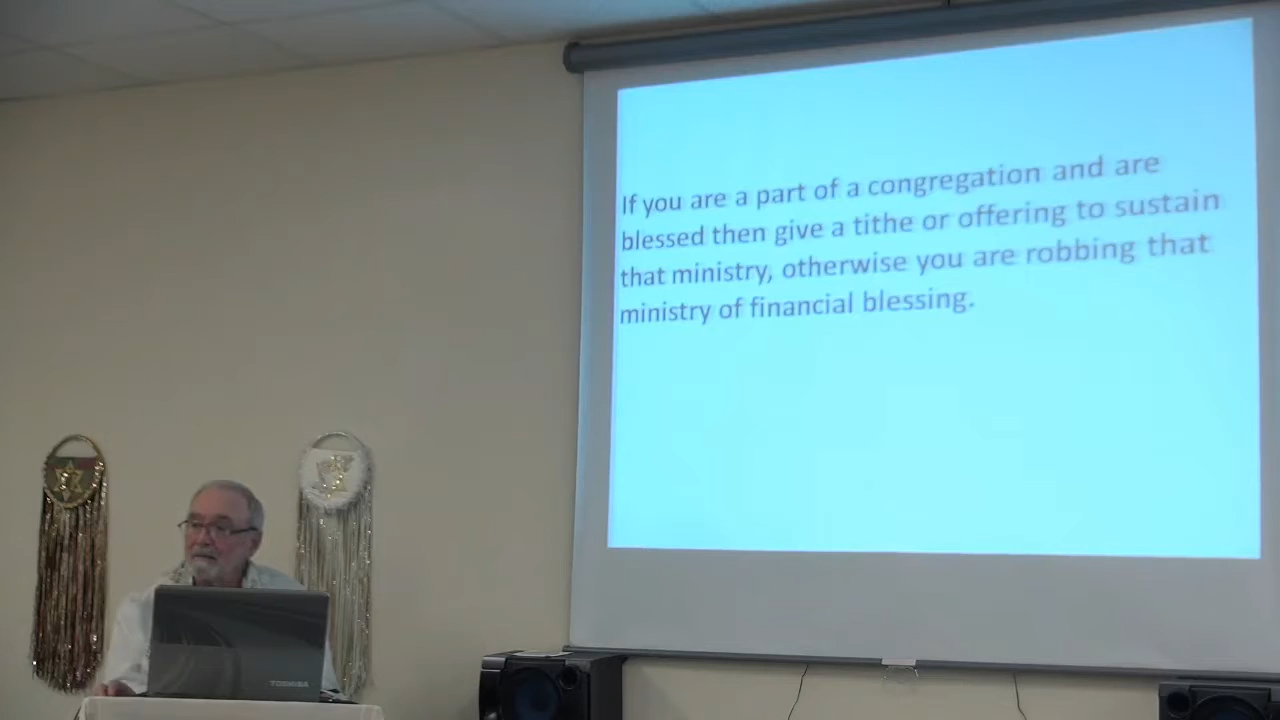 If you are a part of a congregation and are
blessed then give a tithe or offering to sustain
that ministry, otherwise you are robbing that
ministry of financial blessing.
TOSHIBA